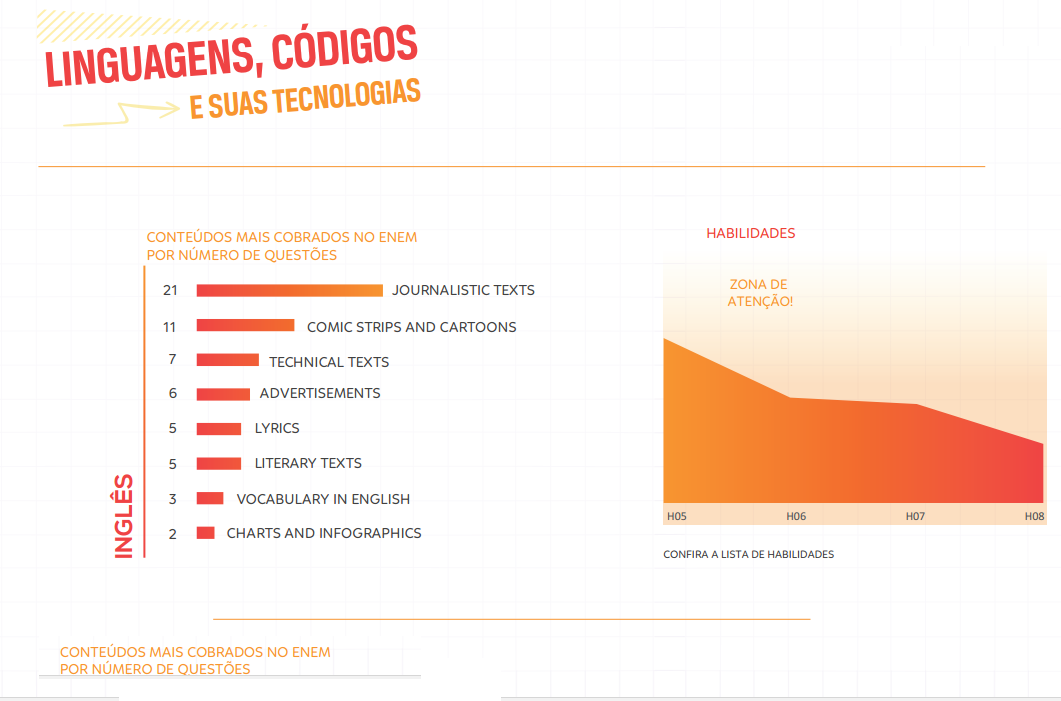 LINGUAGENS, CÓDIGOS
E SUAS TECNOLOGIAS
CONTEÚDOS MAIS COBRADOS NO ENEM
POR NÚMERO DE QUESTÕES
INGLÊS
21 JOURNALISTIC TEXTS
11 COMIC STRIPS AND CARTOONS
7 TECHNICAL TEXTS
6 ADVERTISEMENTS
5 LYRICS
5 LITERARY TEXTS
3 VOCABULARY IN ENGLISH
2 CHARTS AND INFOGRAPHICS
HABILIDADES
ZONA DE
ATENÇÃO!
H05 H06 H07 H08
CONFIRA A LISTA DE HABILIDADES
CONTEÚDOS MAIS COBRADOS NO ENEM
POR NÚMERO DE QUESTÕES